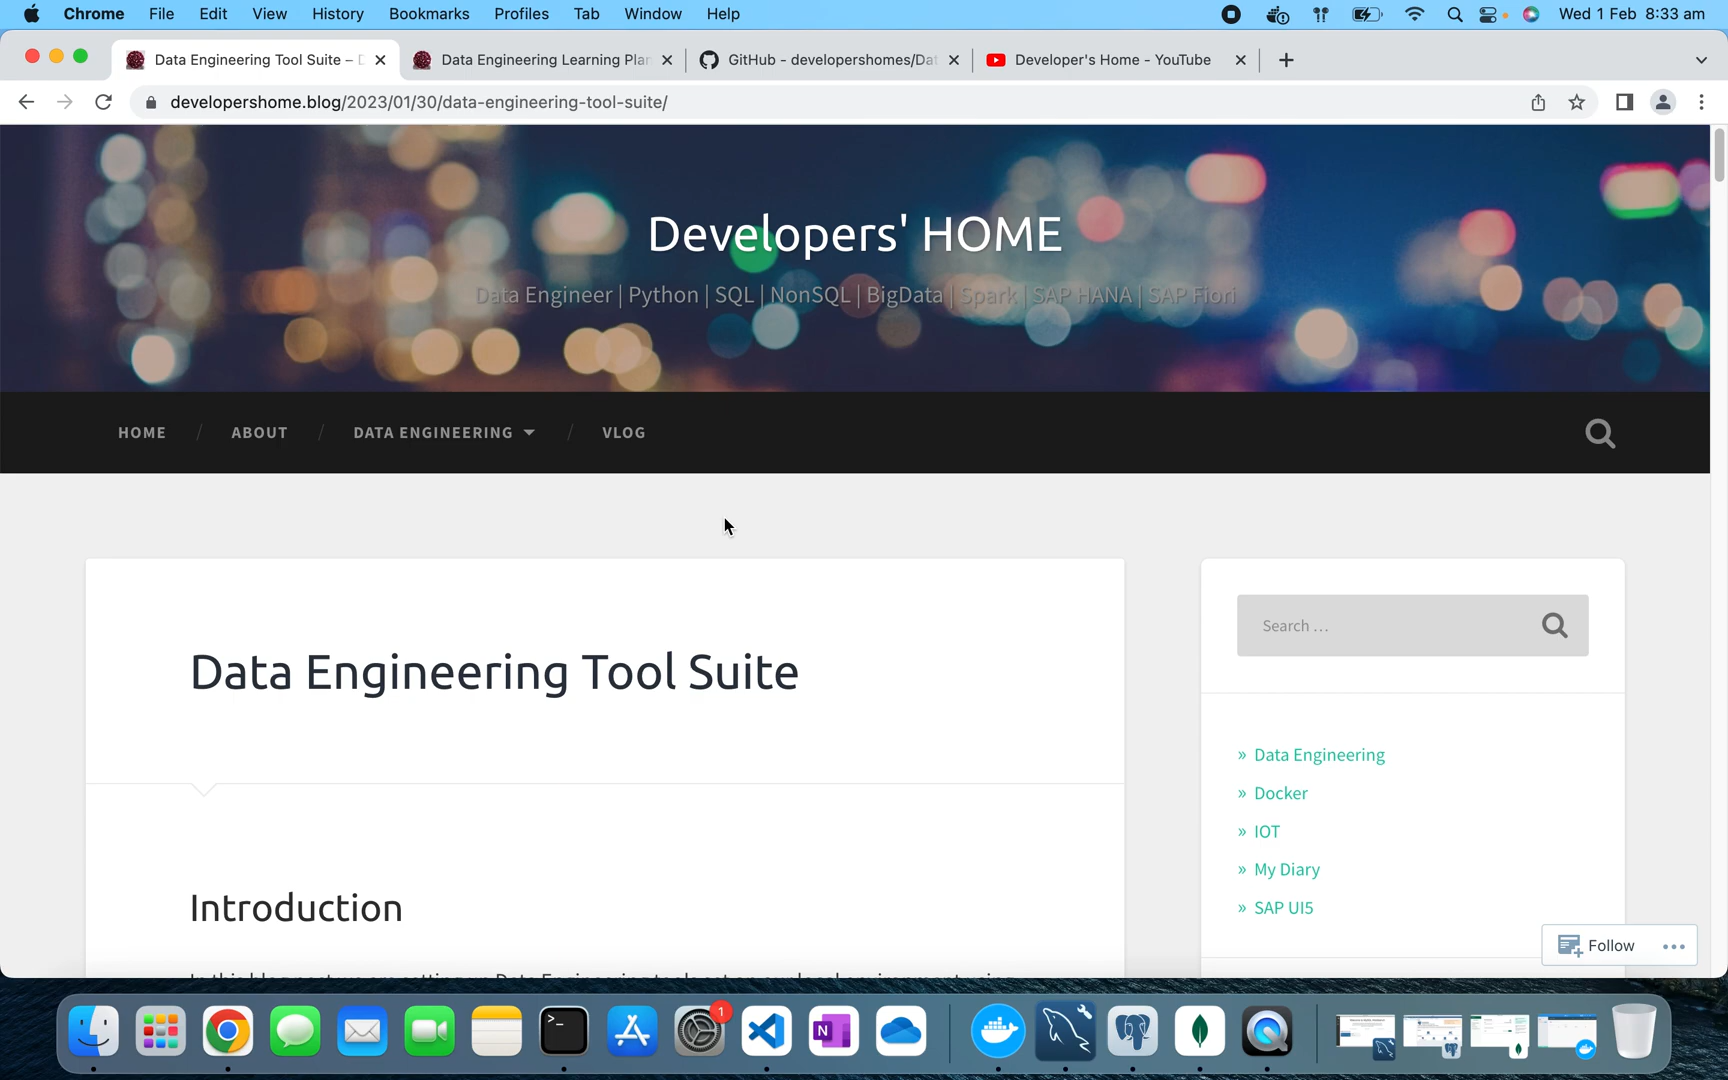 Chrome File Edit View History Bookmarks Profiles Tab Window Help Wed 1 Feb 8:33 am
Data Engineering Tool Suite – Data Engineering Learning Plan GitHub - developershomes/Dat Developer's Home - YouTube
developershome.blog/2023/01/30/data-engineering-tool-suite/
Developers' HOME
Data Engineer | Python | SQL | NonSQL | BigData | Spark | SAP HANA | SAP Fiori
HOME / ABOUT / DATA ENGINEERING / VLOG
Search ...
Data Engineering Tool Suite
» Data Engineering
» Docker
» IOT
» My Diary
» SAP UI5
Introduction
Follow
1